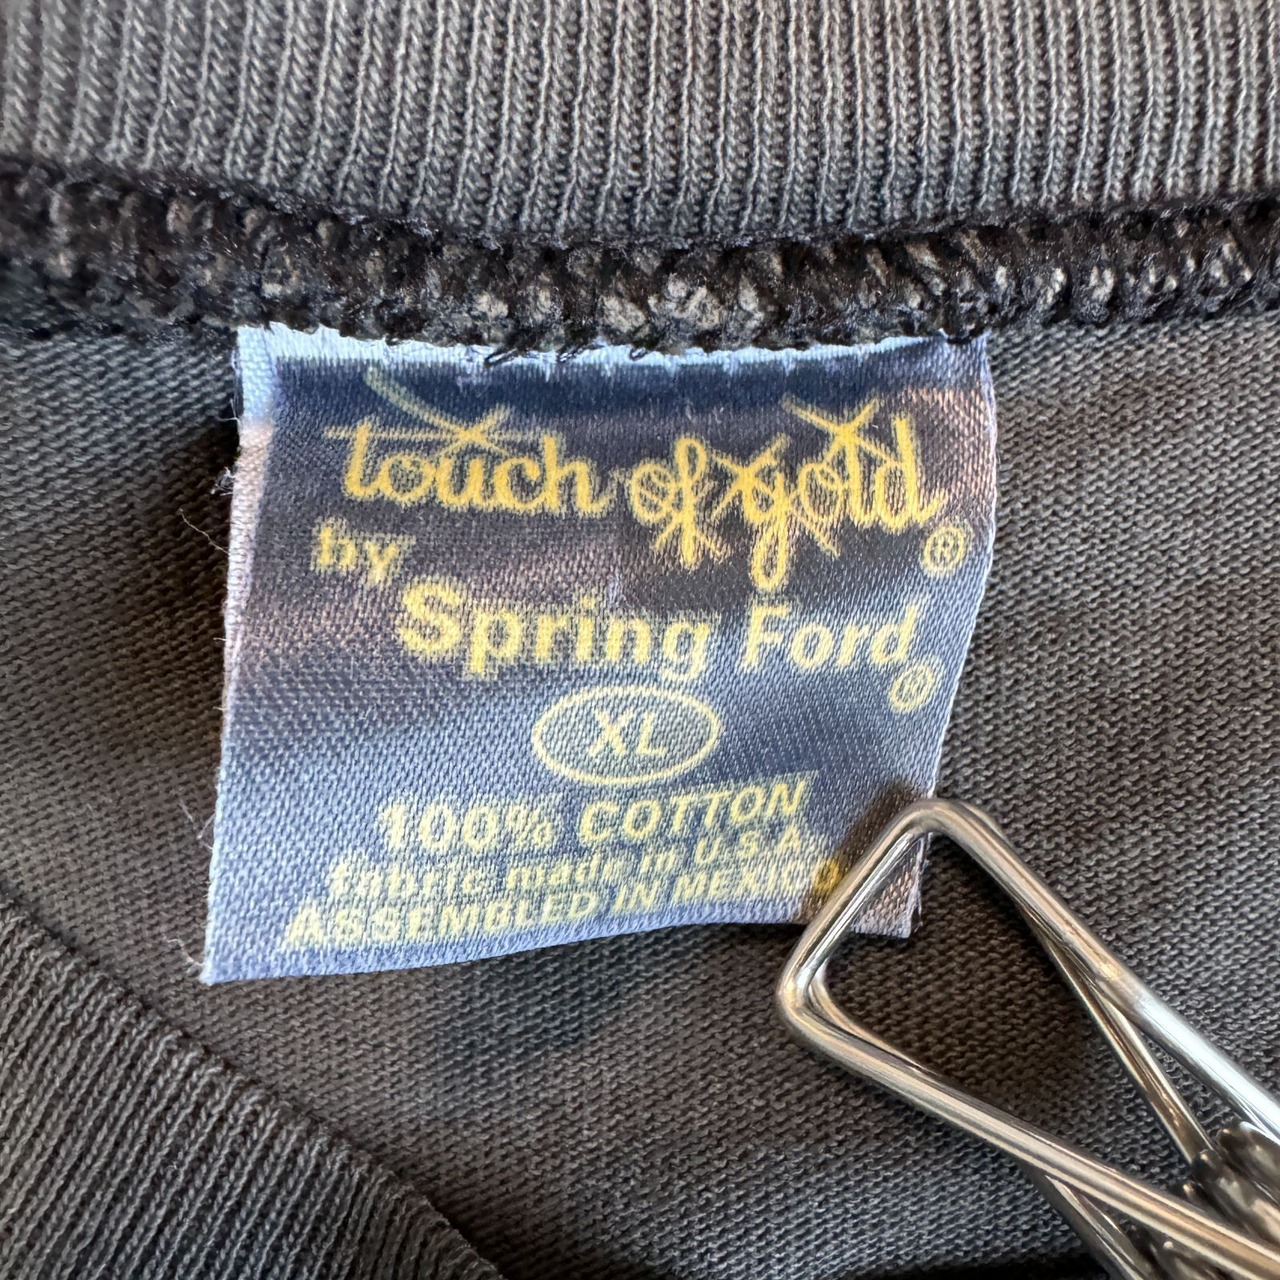 touch of gold®
by
Spring Ford®
XL
100% COTTON
fabric made in U.S.A.
ASSEMBLED IN MEXICO